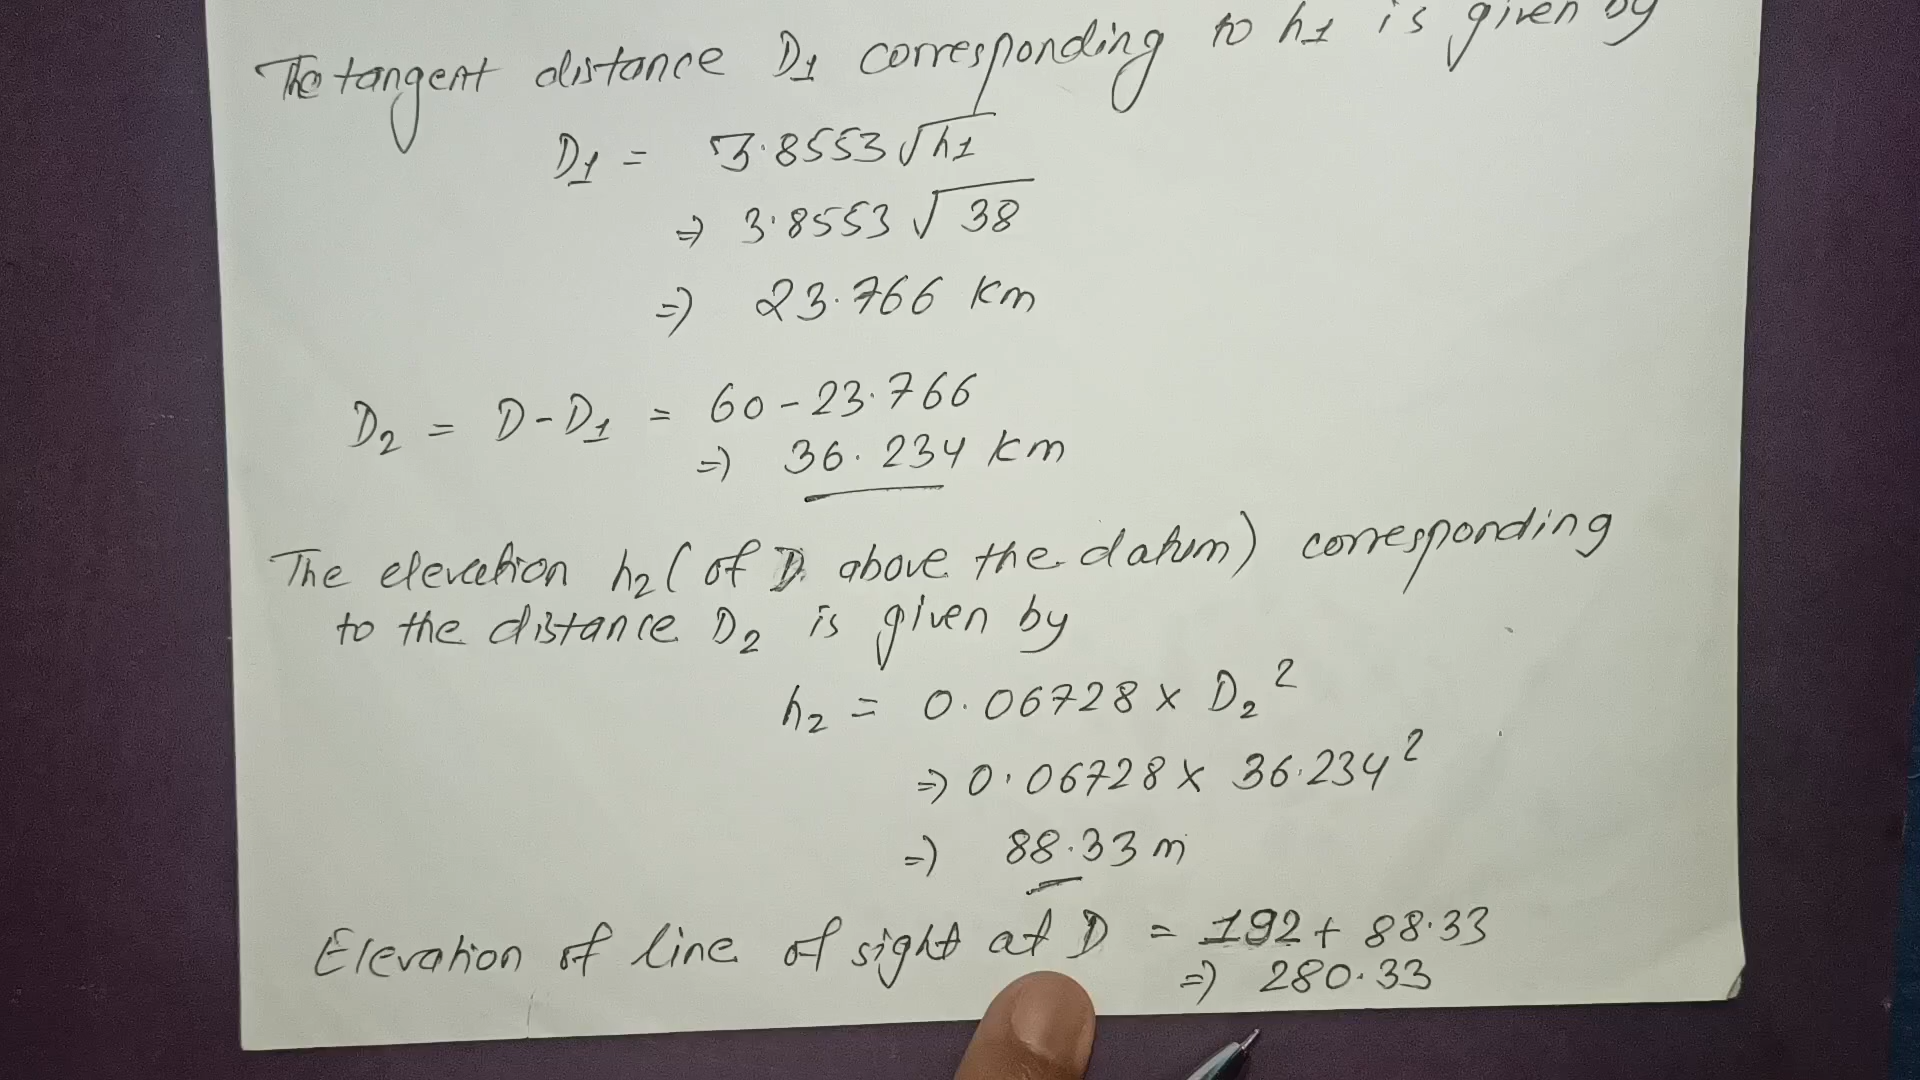 The tangent distance D1 corresponding to h1 is given by
D1 = 3.8553 √h1
⇒ 3.8553 √38
⇒ 23.766 km
D2 = D - D1 = 60 - 23.766
⇒ 36.234 km
The elevation h2 ( of D above the datum) corresponding
to the distance D2 is given by
h2 = 0.06728 x D2²
⇒ 0.06728 x 36.234²
⇒ 88.33 m
Elevation of line of sight at D = 192 + 88.33
⇒ 280.33